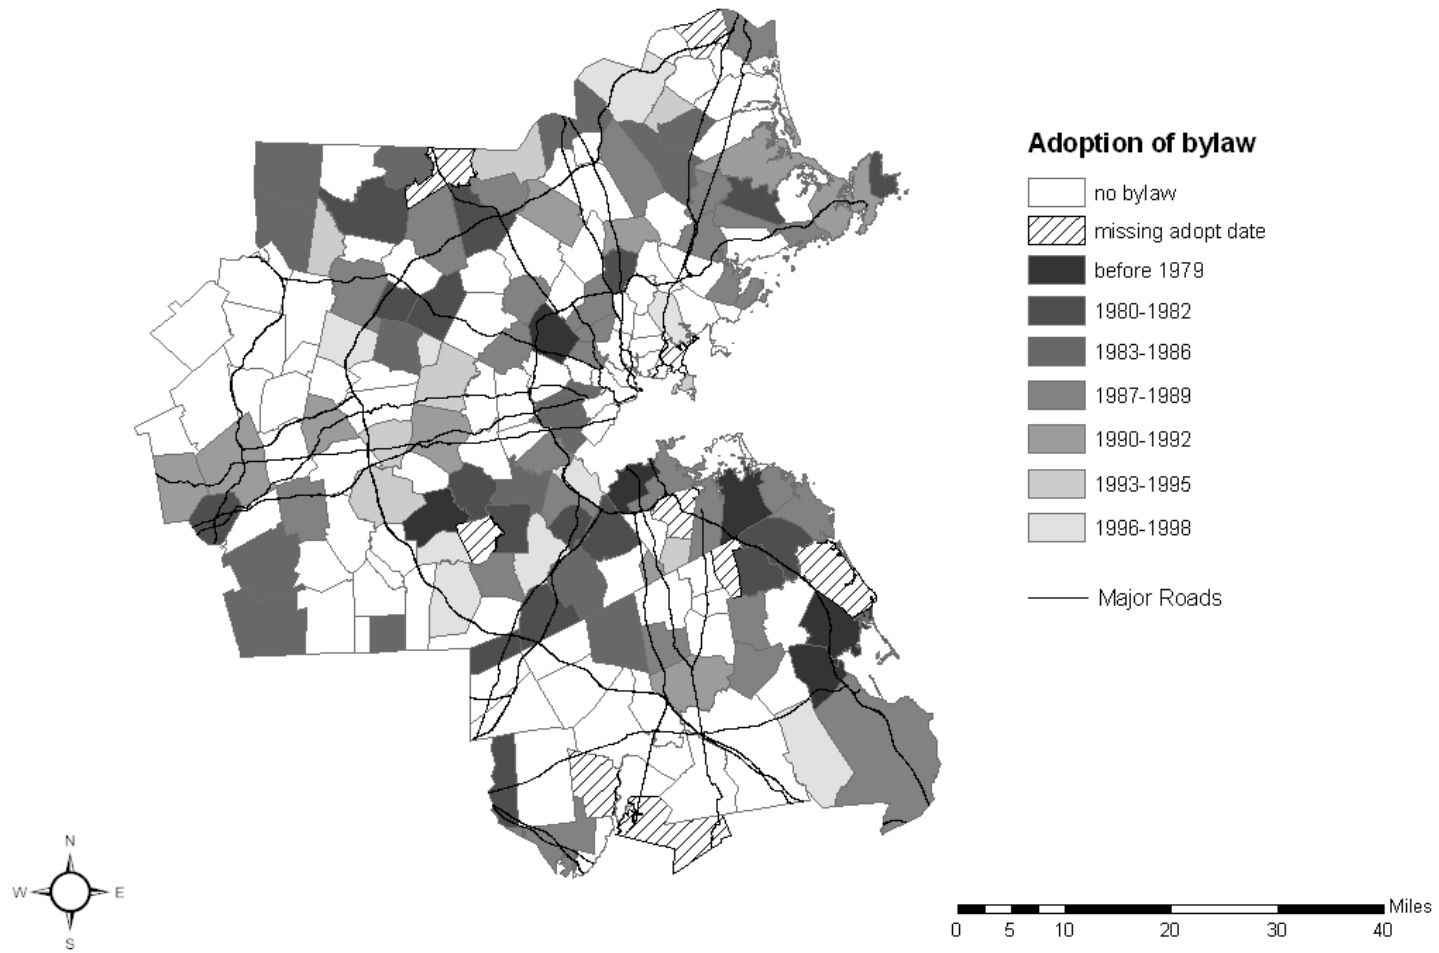 Adoption of bylaw
no bylaw
missing adopt date
before 1979
1980-1982
1983-1986
1987-1989
1990-1992
1993-1995
1996-1998
Major Roads
N
W E
S
Miles
0 5 10 20 30 40